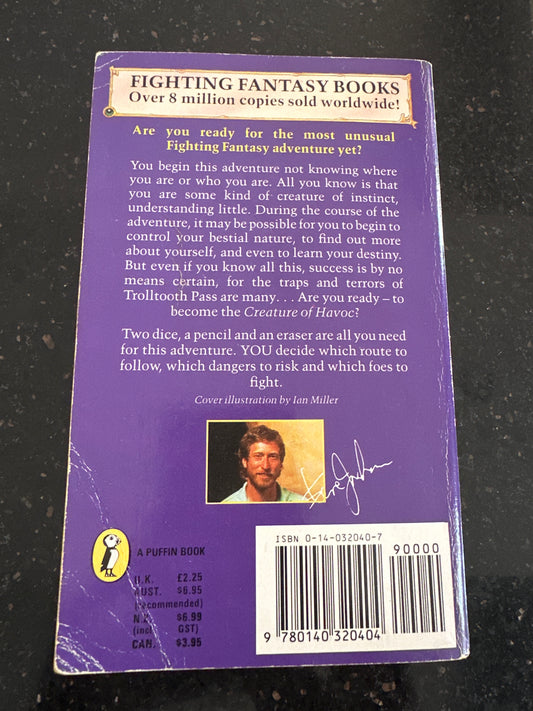 FIGHTING FANTASY BOOKS
Over 8 million copies sold worldwide!
Are you ready for the most unusual
Fighting Fantasy adventure yet?
You begin this adventure not knowing where
you are or who you are. All you know is that
you are some kind of creature of instinct,
understanding little. During the course of the
adventure, it may be possible for you to begin to
control your bestial nature, to find out more
about yourself, and even to learn your destiny.
But even if you know all this, success is by no
means certain, for the traps and terrors of
Trolltooth Pass are many. . . Are you ready – to
become the Creature of Havoc?
Two dice, a pencil and an eraser are all you need
for this adventure. YOU decide which route to
follow, which dangers to risk and which foes to
fight.
Cover illustration by Ian Miller
Steve Jackson
A PUFFIN BOOK
U.K. £2.25
AUST. $6.95
(recommended)
N.Z. $6.99
(incl GST)
CAN. $3.95
ISBN 0-14-032040-7
90000
9 780140 320404